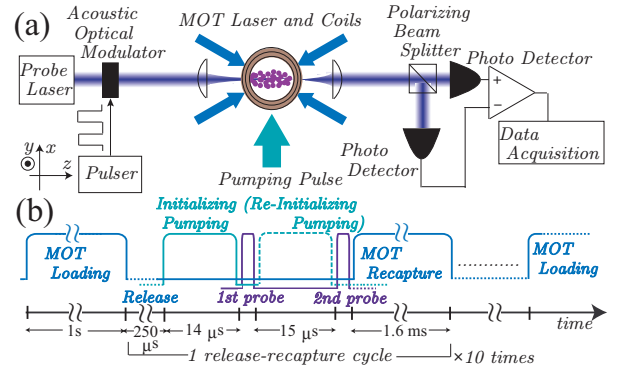 (a)
Acoustic
Optical
Modulator
MOT Laser and Coils
Polarizing
Beam
Splitter
Photo Detector
Probe
Laser
+
−
y
x
z
Pulser
Pumping Pulse
Photo
Detector
Data
Acquisition
(b)
Initializing
Pumping
(Re-Initializing
Pumping)
MOT
Loading
MOT
Recapture
MOT
Loading
Release
1st probe
2nd probe
1s
250
μs
14 μs
15 μs
1.6 ms
time
1 release-recapture cycle
×10 times